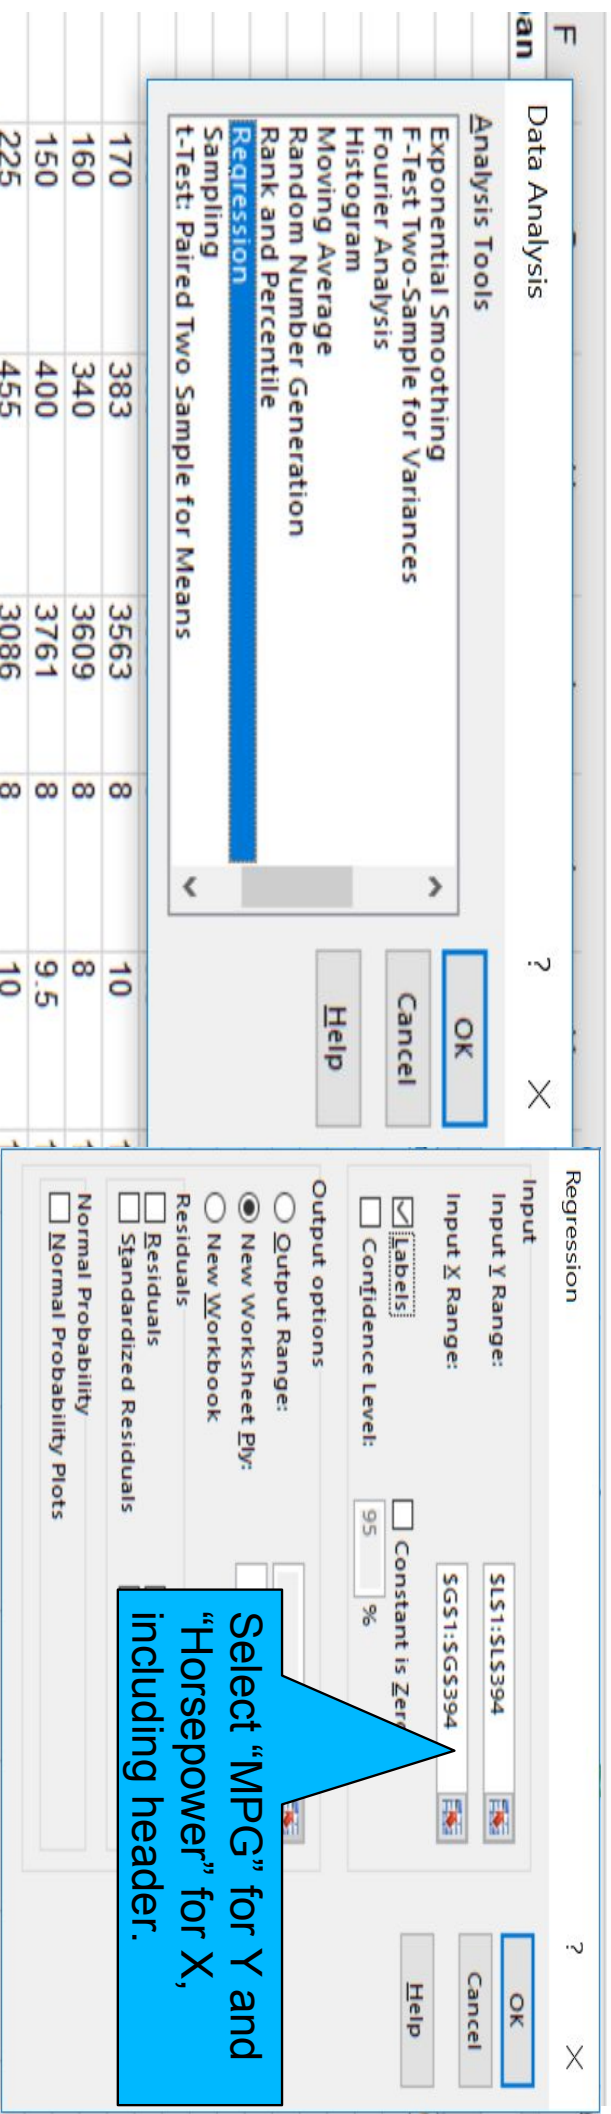 F
an
Data Analysis
?
Analysis Tools
Exponential Smoothing
F-Test Two-Sample for Variances
Fourier Analysis
Histogram
Moving Average
Random Number Generation
Rank and Percentile
Regression
Sampling
t-Test: Paired Two Sample for Means
OK
Cancel
Help
170 383 3563 8 10
160 340 3609 8 8
150 400 3761 8 9.5
225 455 3086 8 10
Regression
?
Input
Input Y Range: $L$1:$L$394
Input X Range: $G$1:$G$394
Labels Constant is Zer
Confidence Level: 95 %
OK
Cancel
Help
Output options
Output Range:
New Worksheet Ply:
New Workbook
Residuals
Residuals
Standardized Residuals
Normal Probability
Normal Probability Plots
Select “MPG” for Y and
“Horsepower” for X,
including header.